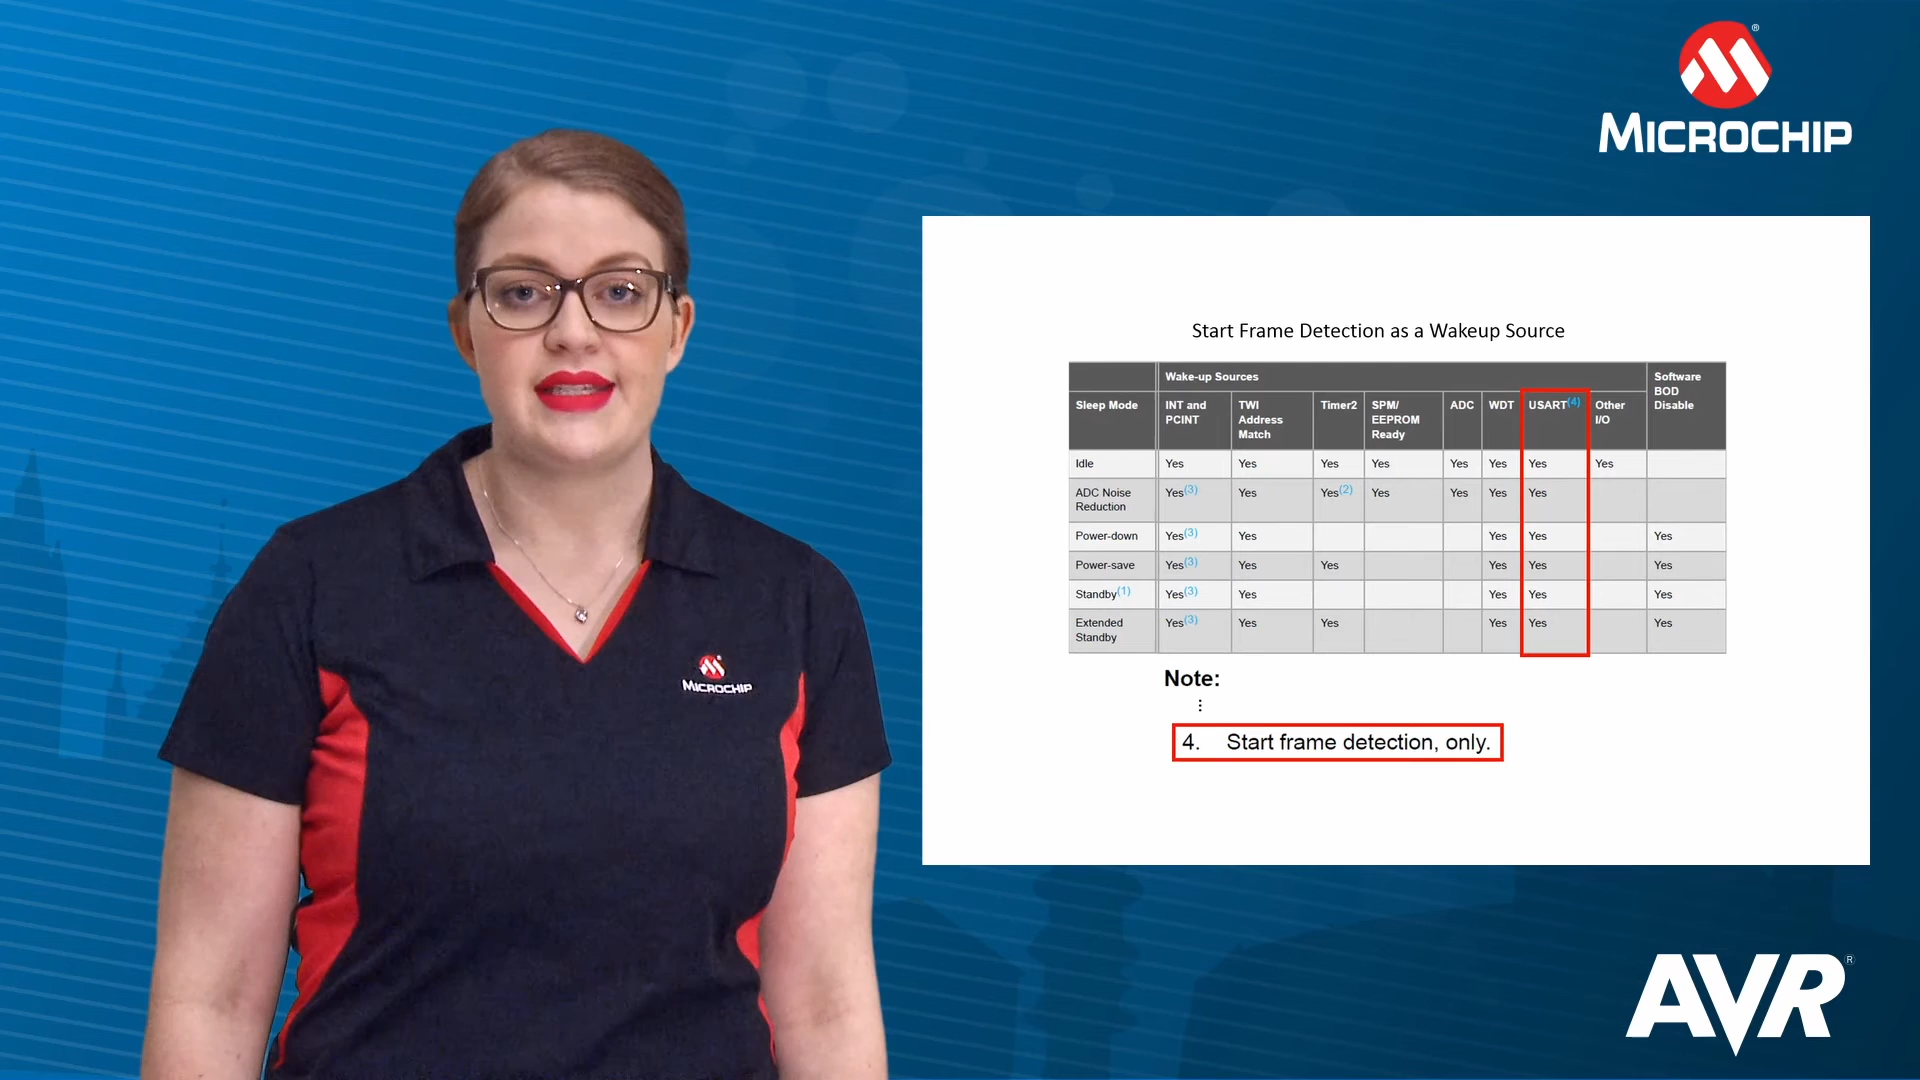 ®
MICROCHIP
Start Frame Detection as a Wakeup Source
Wake-up Sources
Software BOD Disable
Sleep Mode
INT and PCINT
TWI Address Match
Timer2
SPM/ EEPROM Ready
ADC
WDT
USART(4)
Other I/O
Idle Yes Yes Yes Yes Yes Yes Yes Yes
ADC Noise Reduction Yes(3) Yes Yes(2) Yes Yes Yes Yes
Power-down Yes(3) Yes Yes Yes Yes
Power-save Yes(3) Yes Yes Yes Yes Yes
Standby(1) Yes(3) Yes Yes Yes Yes
Extended Standby Yes(3) Yes Yes Yes Yes Yes
Note:
⋮
4. Start frame detection, only.
MICROCHIP
AVR®